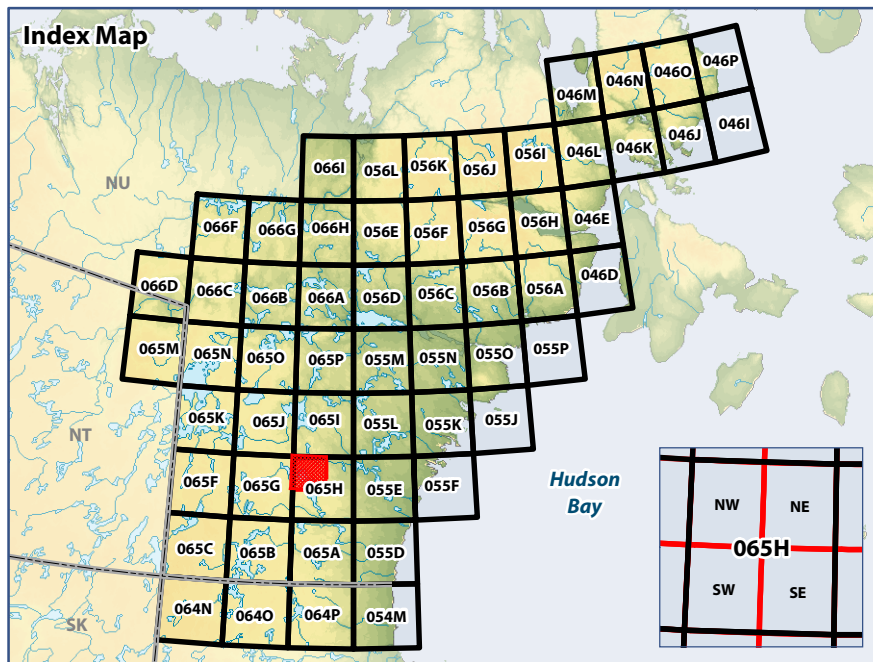 Index Map
046M
046N
046O
046P
066I
056L
056K
056J
056I
046L
046K
046J
046I
NU
066F
066G
066H
056E
056F
056G
056H
046E
066D
066C
066B
066A
056D
056C
056B
056A
046D
065M
065N
065O
065P
055M
055N
055O
055P
NT
065K
065J
065I
055L
055K
055J
065F
065G
065H
055E
055F
Hudson
Bay
065C
065B
065A
055D
SK
064N
064O
064P
054M
NW
NE
065H
SW
SE